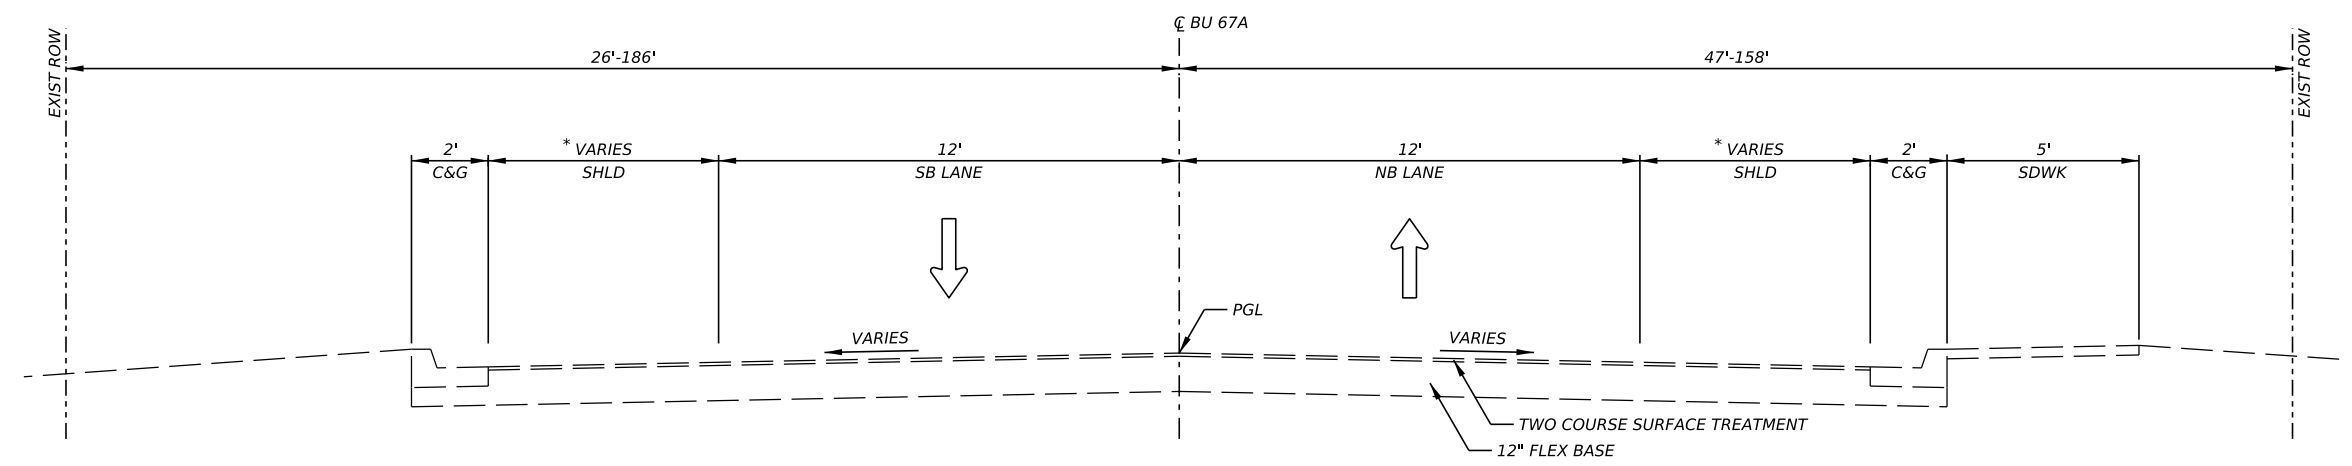 ℄ BU 67A
EXIST ROW
26'-186'
47'-158'
EXIST ROW
2'
* VARIES
12'
12'
* VARIES
2'
5'
C&G
SHLD
SB LANE
NB LANE
SHLD
C&G
SDWK
PGL
VARIES
VARIES
TWO COURSE SURFACE TREATMENT
12" FLEX BASE